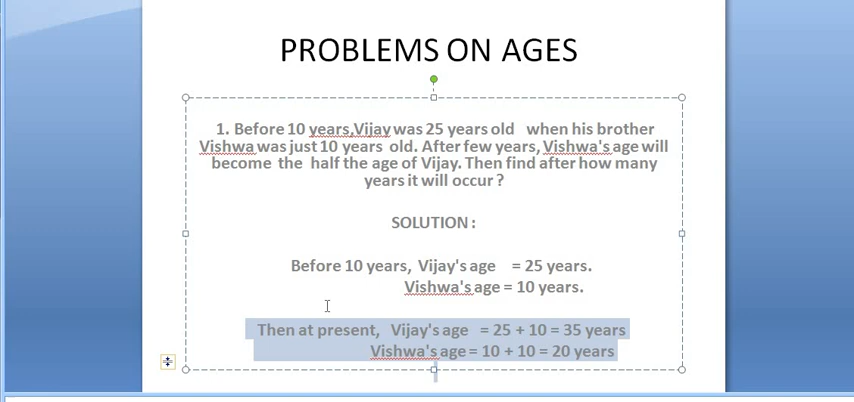 PROBLEMS ON AGES
1. Before 10 years,Vijay was 25 years old when his brother
Vishwa was just 10 years old. After few years, Vishwa's age will
become the half the age of Vijay. Then find after how many
years it will occur ?
SOLUTION :
Before 10 years, Vijay's age = 25 years.
Vishwa's age = 10 years.
Then at present, Vijay's age = 25 + 10 = 35 years
Vishwa's age = 10 + 10 = 20 years